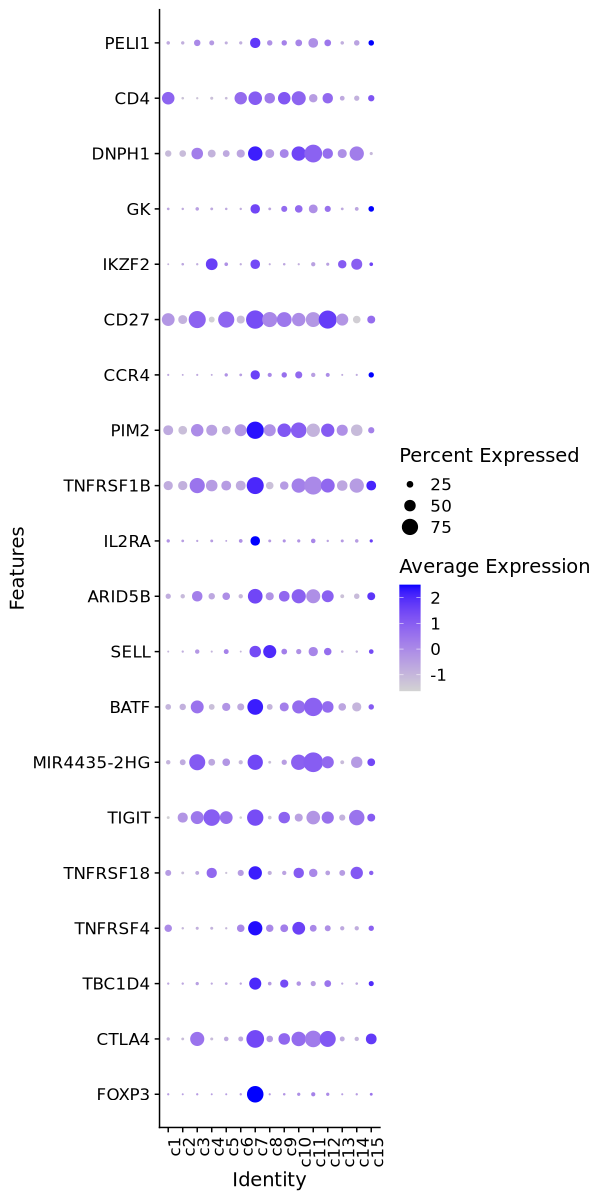 PELI1
CD4
DNPH1
GK
IKZF2
CD27
CCR4
PIM2
TNFRSF1B
IL2RA
ARID5B
SELL
BATF
MIR4435-2HG
TIGIT
TNFRSF18
TNFRSF4
TBC1D4
CTLA4
FOXP3
Features
c1
c2
c3
c4
c5
c6
c7
c8
c9
c10
c11
c12
c13
c14
c15
Identity
Percent Expressed
25
50
75
Average Expression
2
1
0
-1